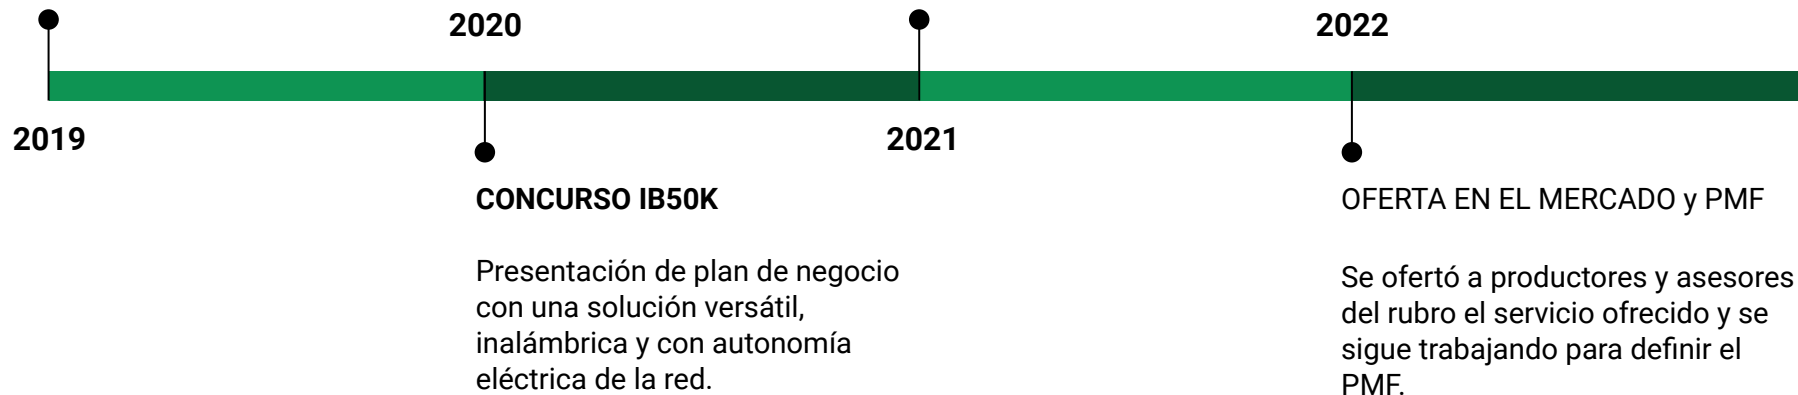 2020
2022
2019
2021
CONCURSO IB50K
Presentación de plan de negocio
con una solución versátil,
inalámbrica y con autonomía
eléctrica de la red.
OFERTA EN EL MERCADO y PMF
Se ofertó a productores y asesores
del rubro el servicio ofrecido y se
sigue trabajando para definir el
PMF.